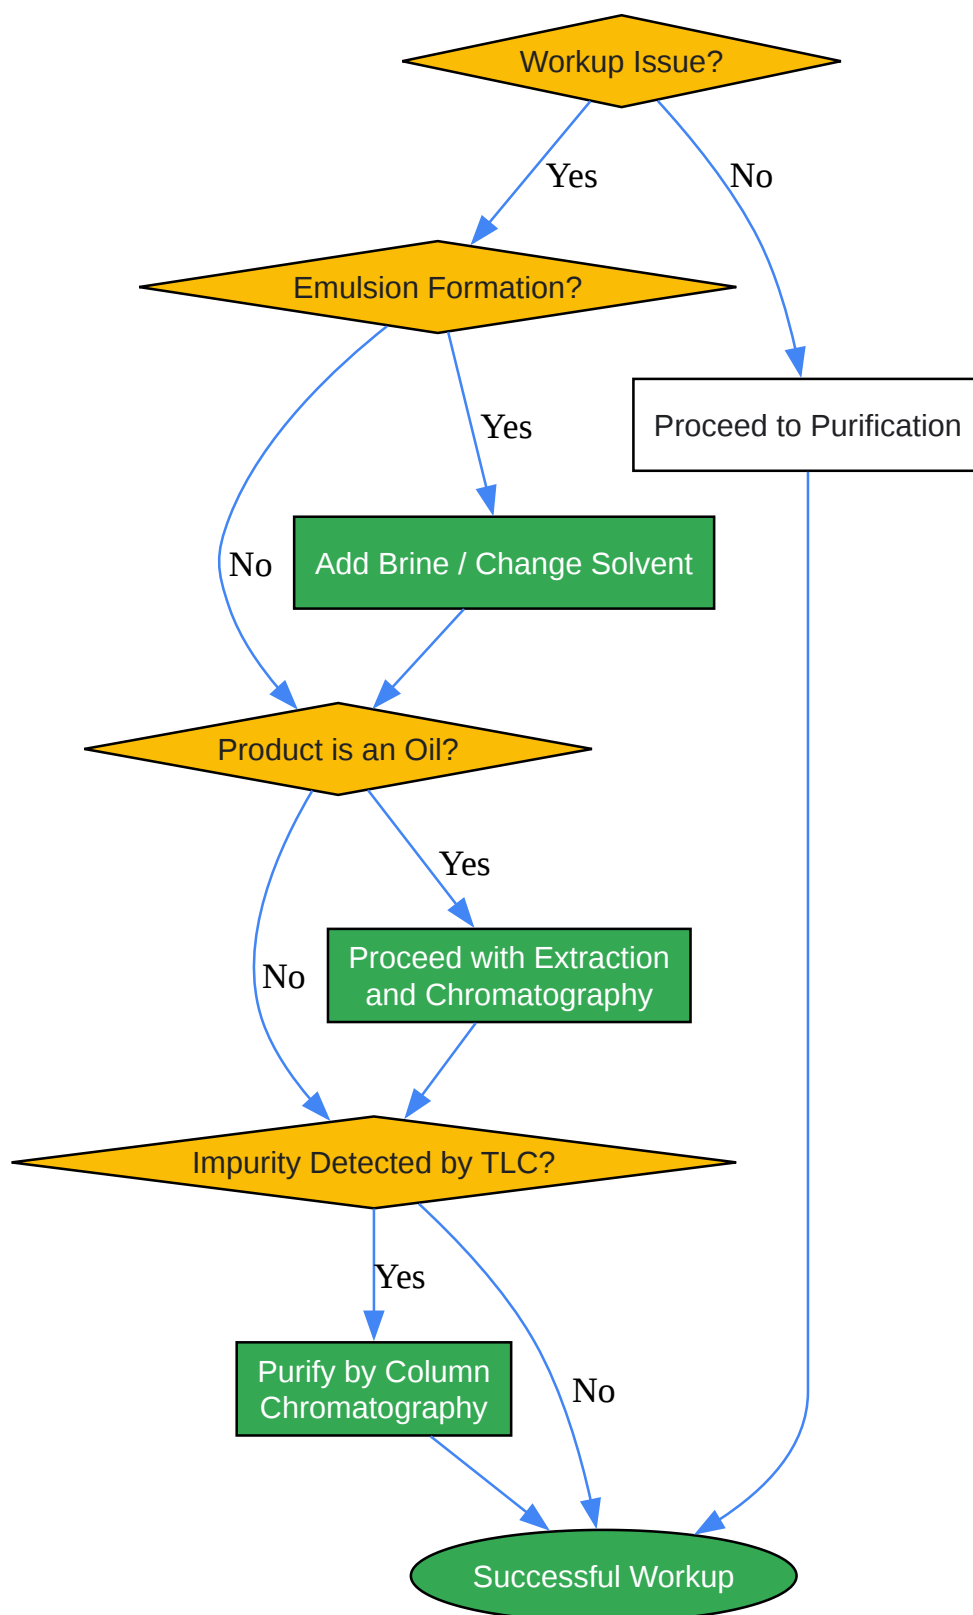 Workup Issue?
Yes
No
Emulsion Formation?
Proceed to Purification
Yes
No
Add Brine / Change Solvent
Product is an Oil?
Yes
No
Proceed with Extraction
and Chromatography
Impurity Detected by TLC?
Yes
Purify by Column
Chromatography
No
Successful Workup